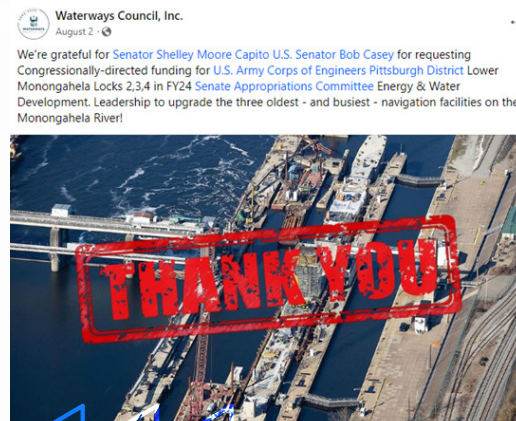 Waterways Council, Inc.
August 2 ·
We're grateful for Senator Shelley Moore Capito U.S. Senator Bob Casey for requesting
Congressionally-directed funding for U.S. Army Corps of Engineers Pittsburgh District Lower
Monongahela Locks 2,3,4 in FY24 Senate Appropriations Committee Energy & Water
Development. Leadership to upgrade the three oldest - and busiest - navigation facilities on the
Monongahela River!
THANK YOU